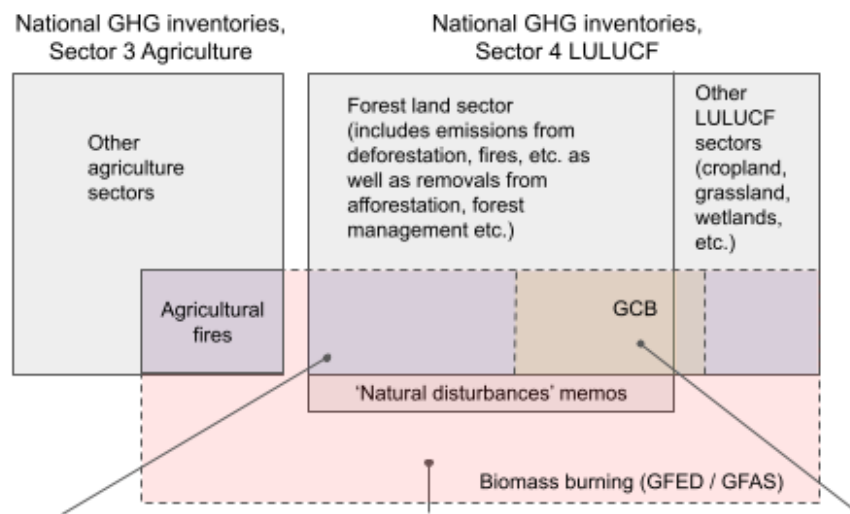 National GHG inventories,
Sector 3 Agriculture
National GHG inventories,
Sector 4 LULUCF
Other
agriculture
sectors
Forest land sector
(includes emissions from
deforestation, fires, etc. as
well as removals from
afforestation, forest
management etc.)
Other
LULUCF
sectors
(cropland,
grassland,
wetlands,
etc.)
Agricultural
fires
GCB
‘Natural disturbances’ memos
Biomass burning (GFED / GFAS)